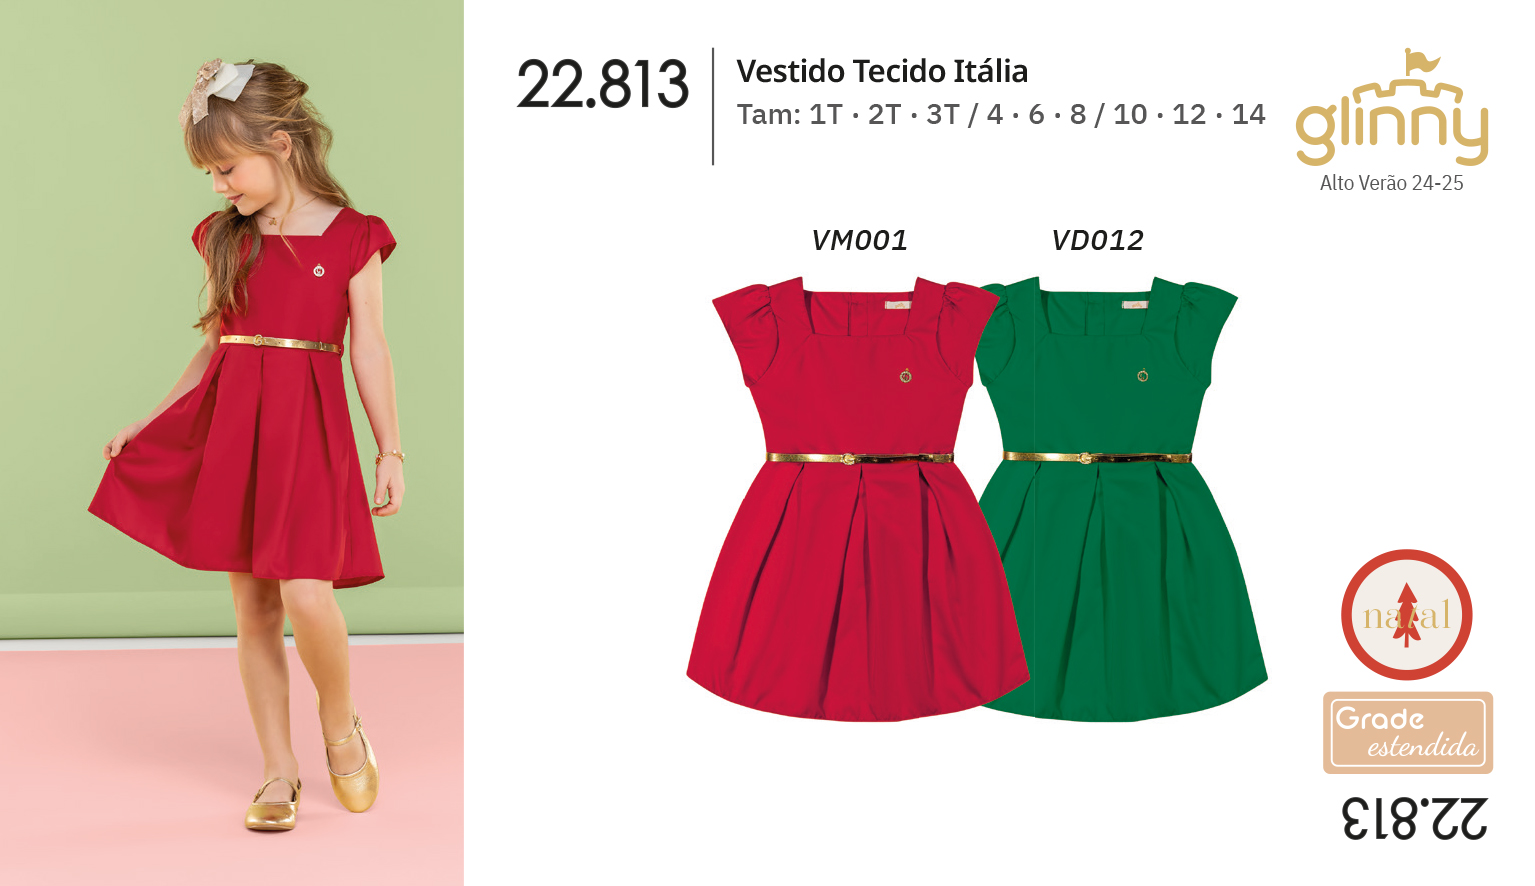 22.813
Vestido Tecido Itália
Tam: 1T · 2T · 3T / 4 · 6 · 8 / 10 · 12 · 14
glinny
Alto Verão 24-25
VM001
VD012
natal
Grade
estendida
22.813